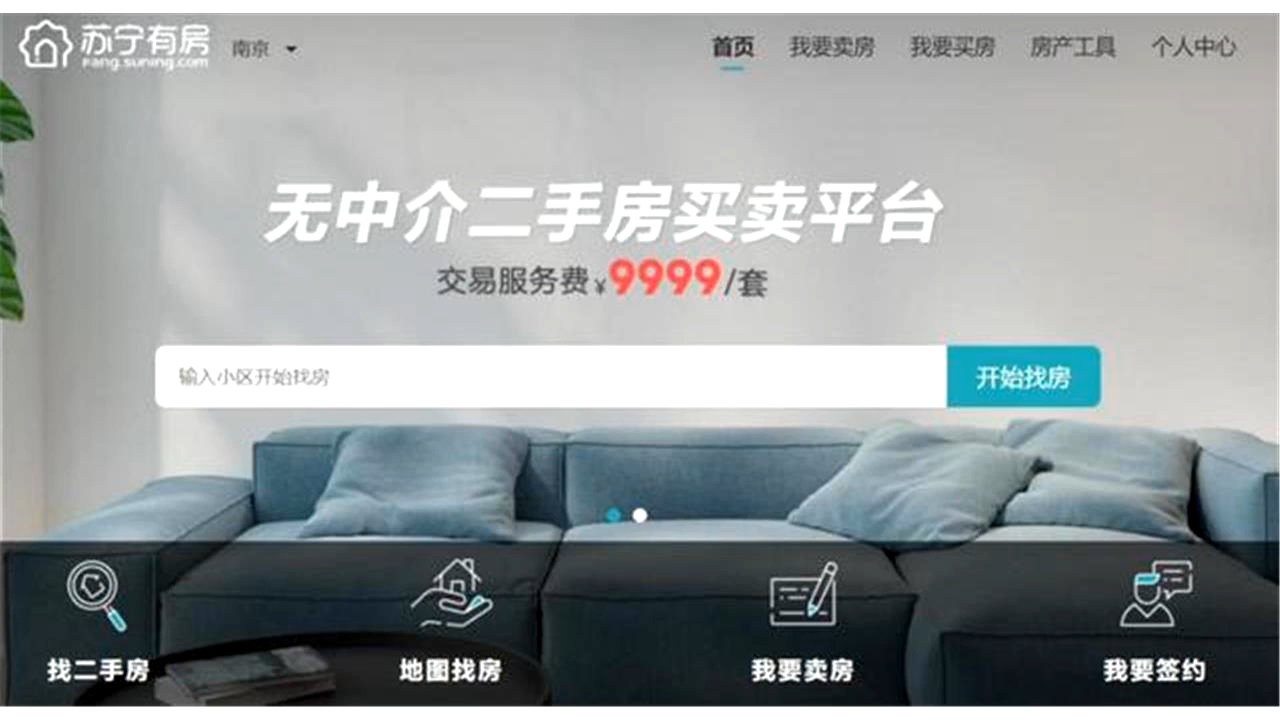 苏宁有房
Fang.suning.com
南京
首页 我要卖房 我要买房 房产工具 个人中心
无中介二手房买卖平台
交易服务费¥9999/套
输入小区开始找房
开始找房
找二手房 地图找房 我要卖房 我要签约